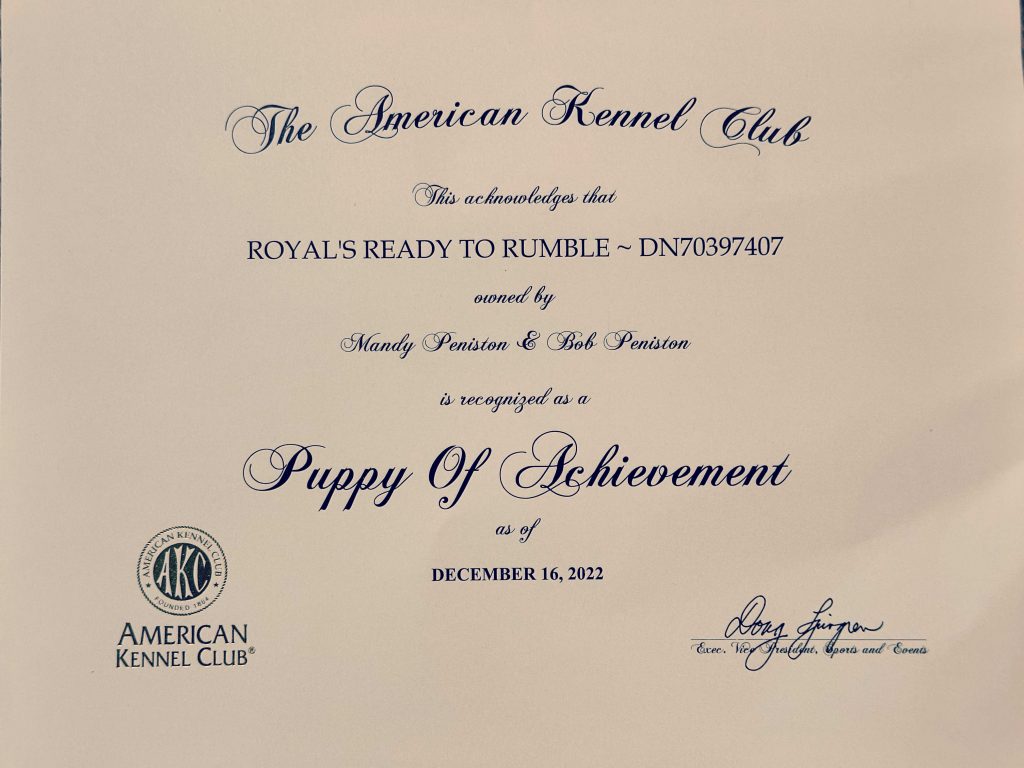 The American Kennel Club
This acknowledges that
ROYAL'S READY TO RUMBLE ~ DN70397407
owned by
Mandy Peniston & Bob Peniston
is recognized as a
Puppy Of Achievement
as of
DECEMBER 16, 2022
AMERICAN KENNEL CLUB
AKC
FOUNDED 1884
AMERICAN
KENNEL CLUB®
Doug Ljungren
Exec. Vice President, Sports and Events